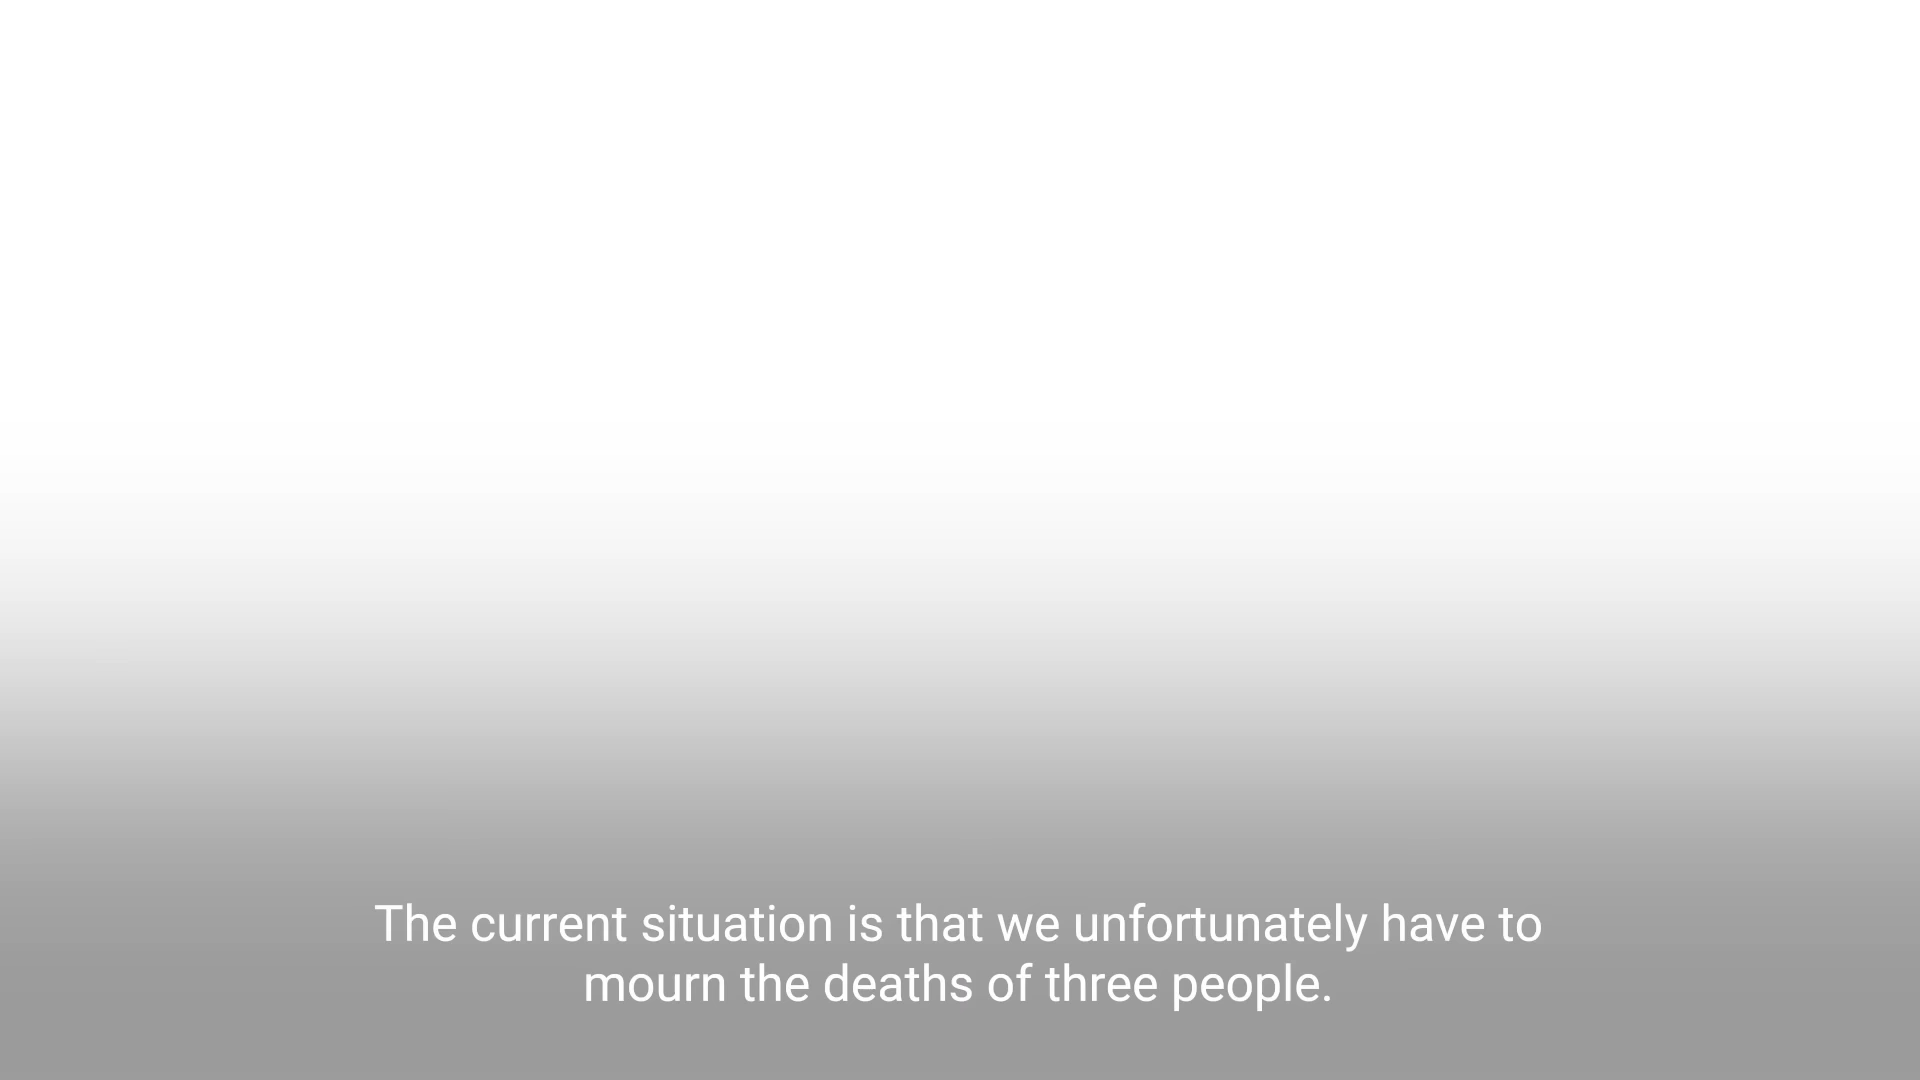 The current situation is that we unfortunately have to
mourn the deaths of three people.